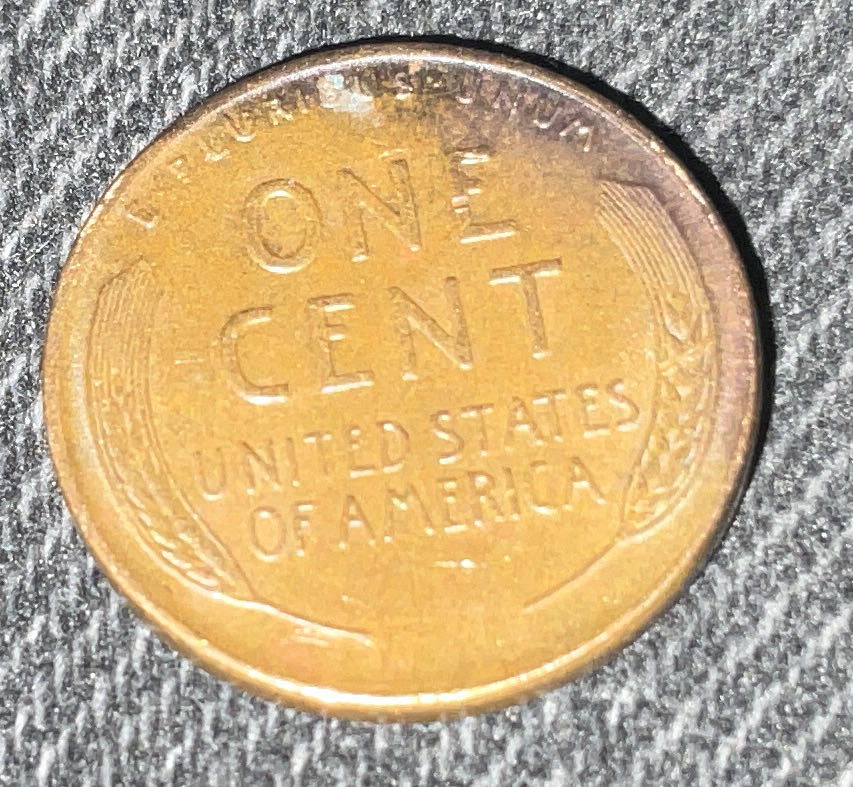 E·PLURIBUS·UNUM
ONE
CENT
UNITED STATES
OF AMERICA